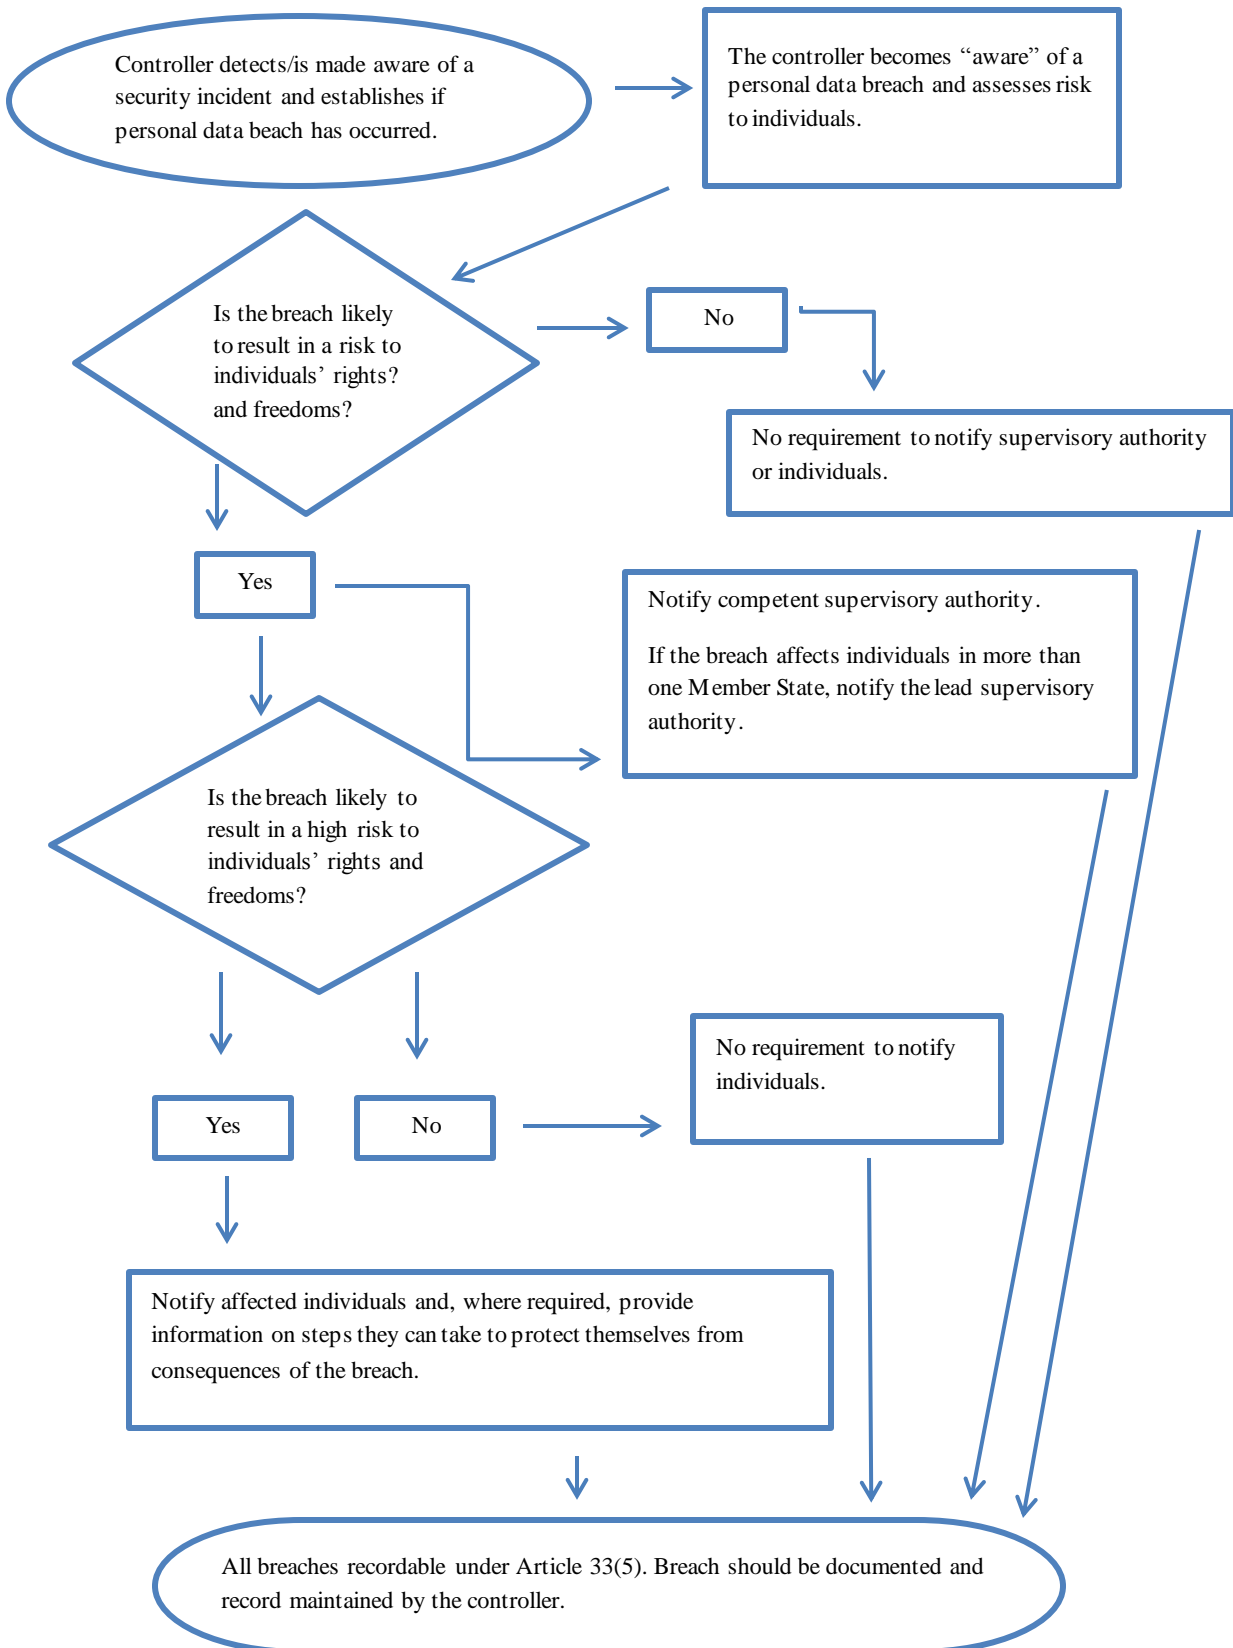 Controller detects/is made aware of a
security incident and establishes if
personal data beach has occurred.
The controller becomes “aware” of a
personal data breach and assesses risk
to individuals.
Is the breach likely
to result in a risk to
individuals’ rights?
and freedoms?
No
No requirement to notify supervisory authority
or individuals.
Yes
Notify competent supervisory authority.
If the breach affects individuals in more than
one Member State, notify the lead supervisory
authority.
Is the breach likely to
result in a high risk to
individuals’ rights and
freedoms?
No requirement to notify
individuals.
Yes
No
Notify affected individuals and, where required, provide
information on steps they can take to protect themselves from
consequences of the breach.
All breaches recordable under Article 33(5). Breach should be documented and
record maintained by the controller.